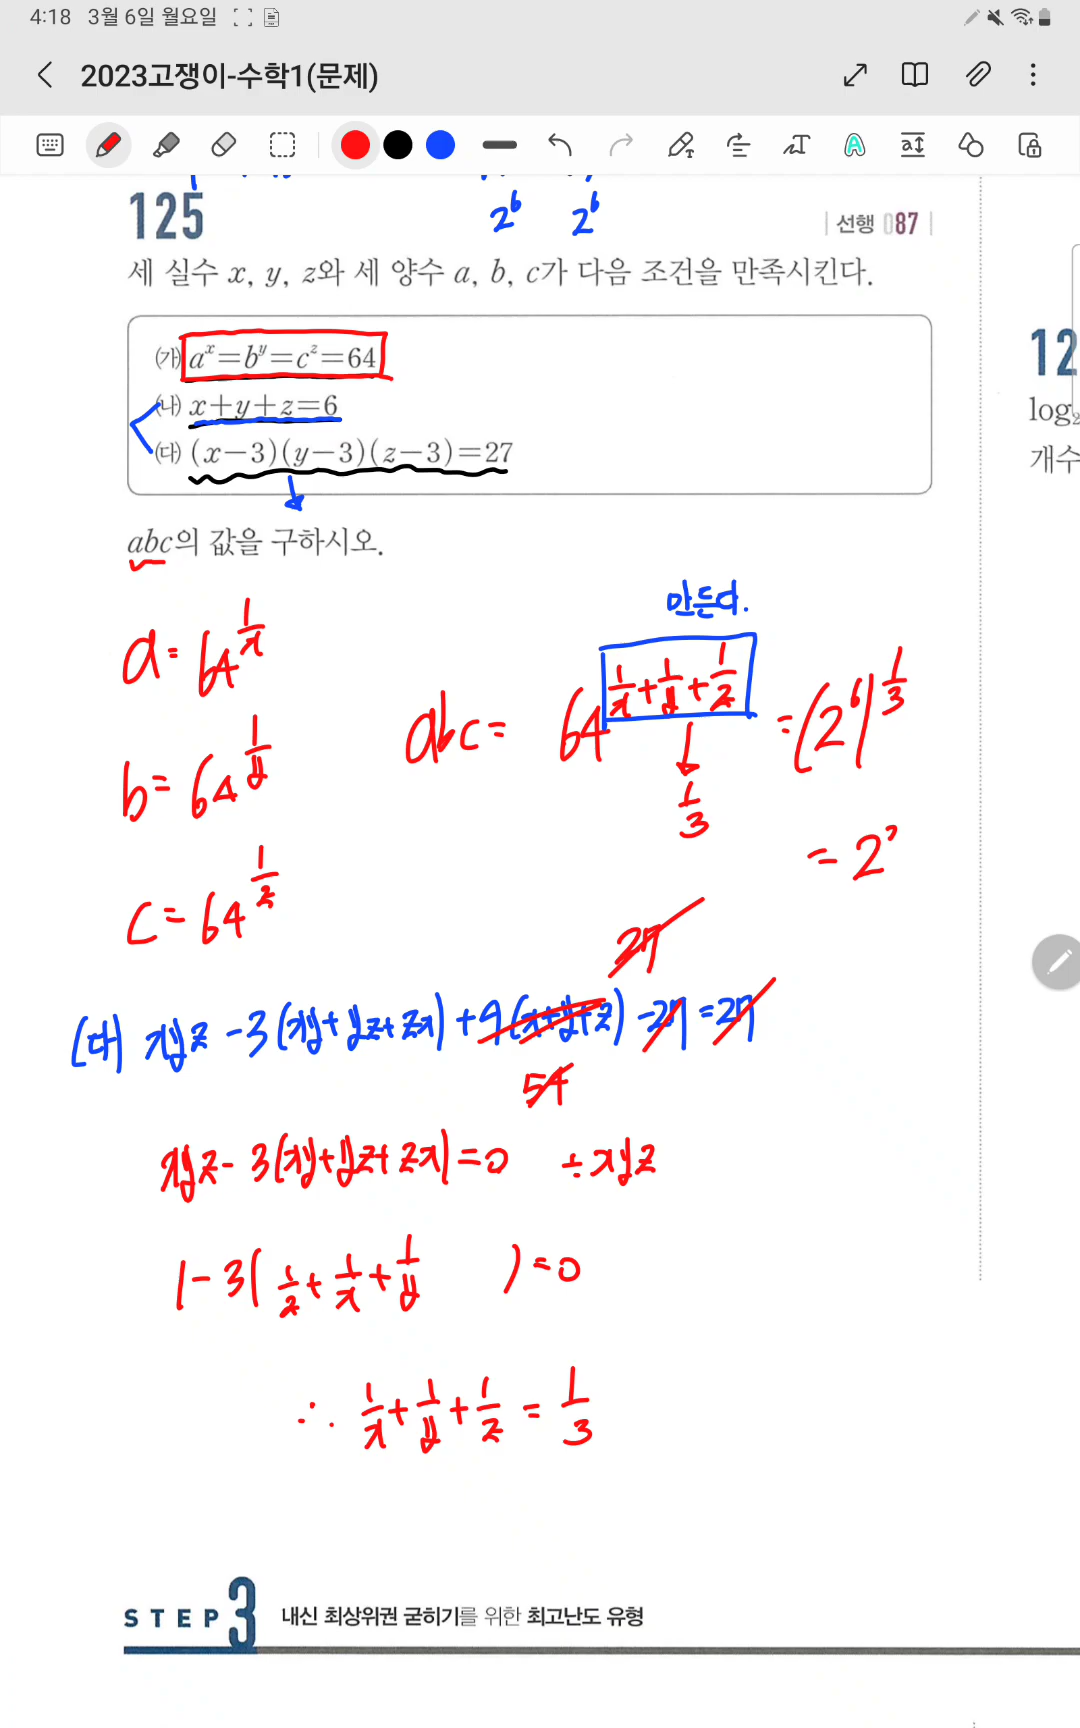 4:18 3월 6일 월요일
2023고쟁이-수학1(문제)
2⁶ 2⁶
125
선행 087
세 실수 x, y, z와 세 양수 a, b, c가 다음 조건을 만족시킨다.
(가) aˣ=bʸ=cᶻ=64
(나) x+y+z=6
(다) (x−3)(y−3)(z−3)=27
abc의 값을 구하시오.
12
log₂
개수
만든다.
a=64^(1/x)
b=64^(1/y)
c=64^(1/z)
abc= 64^(1/x+1/y+1/z) =(2⁶)^(1/3)
1/3
=2²
27
(다) xyz −3(xy+yz+zx)+9(x+y+z)−27=27
54
xyz−3(xy+yz+zx)=0 ÷xyz
1−3(1/z+1/x+1/y )=0
∴ 1/x+1/y+1/z=1/3
STEP 3 내신 최상위권 굳히기를 위한 최고난도 유형